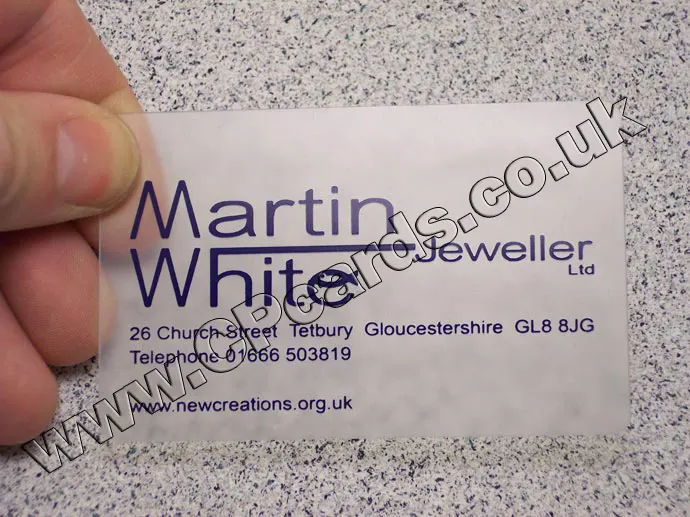 Martin
White Jeweller
Ltd
26 Church Street Tetbury Gloucestershire GL8 8JG
Telephone 01666 503819
www.newcreations.org.uk
www.CPcards.co.uk